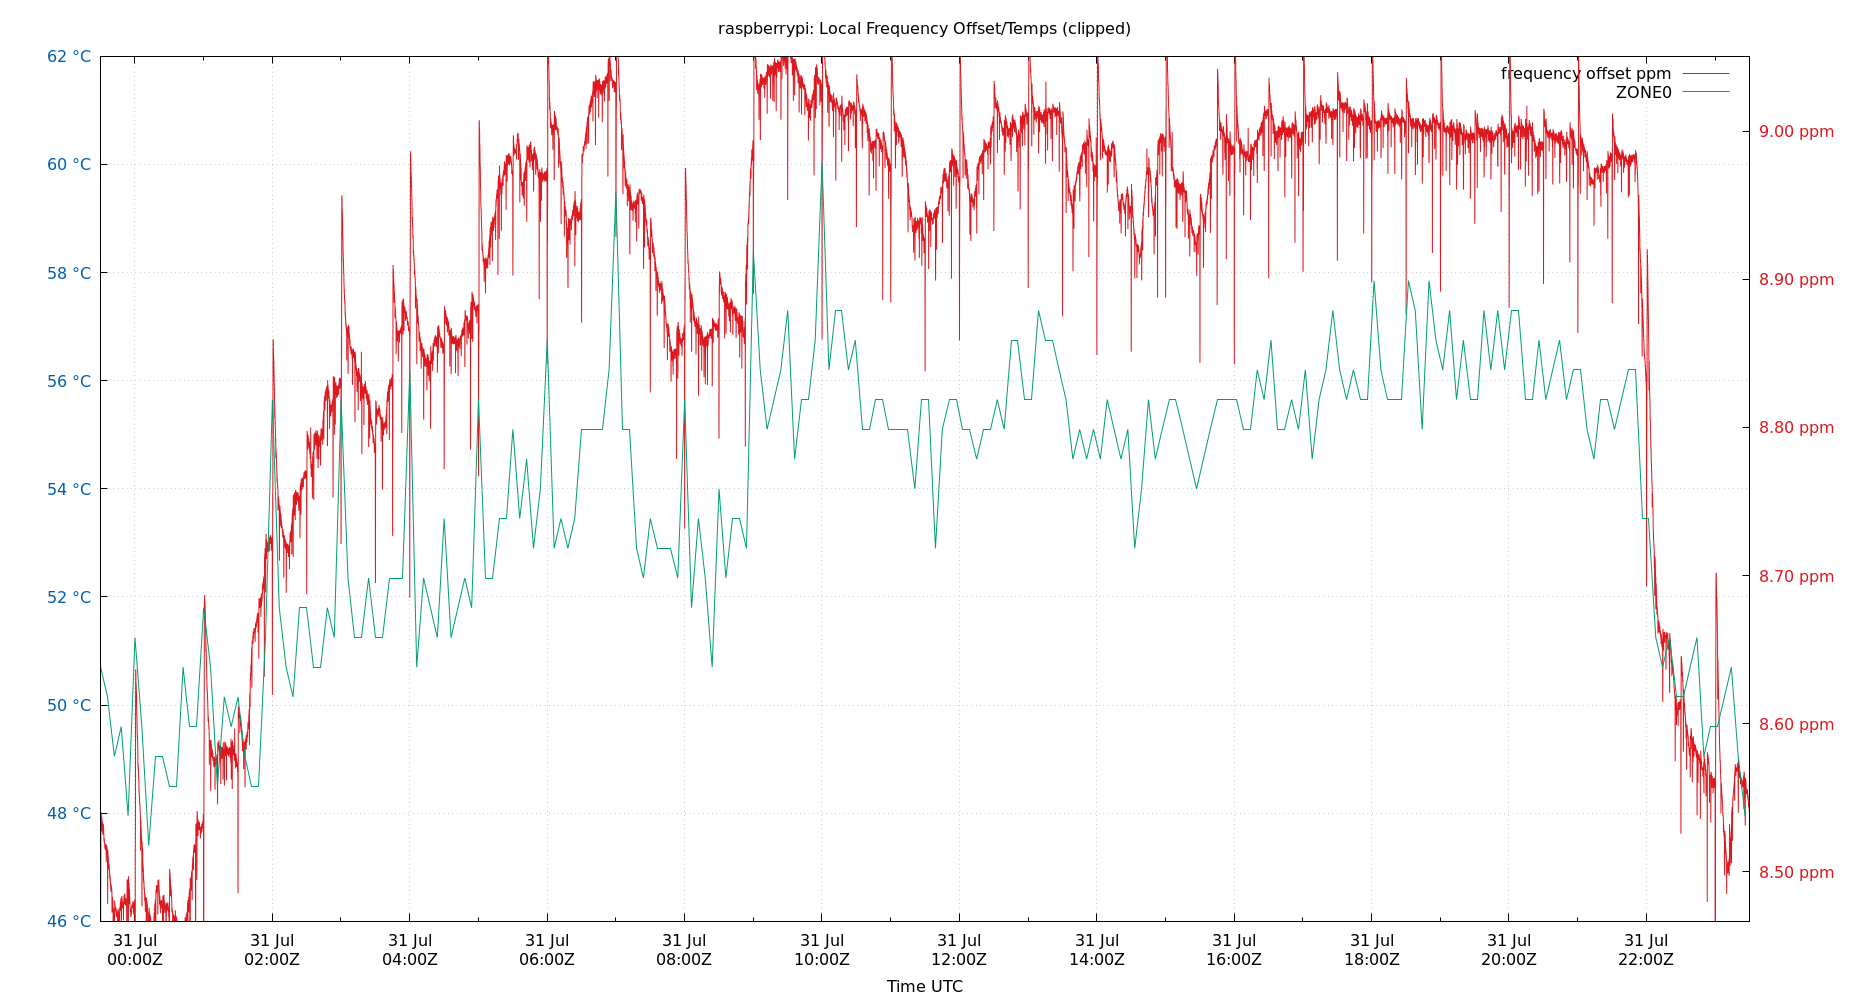 raspberrypi: Local Frequency Offset/Temps (clipped)
frequency offset ppm
ZONE0
62 °C
60 °C
58 °C
56 °C
54 °C
52 °C
50 °C
48 °C
46 °C
9.00 ppm
8.90 ppm
8.80 ppm
8.70 ppm
8.60 ppm
8.50 ppm
31 Jul
00:00Z
31 Jul
02:00Z
31 Jul
04:00Z
31 Jul
06:00Z
31 Jul
08:00Z
31 Jul
10:00Z
31 Jul
12:00Z
31 Jul
14:00Z
31 Jul
16:00Z
31 Jul
18:00Z
31 Jul
20:00Z
31 Jul
22:00Z
Time UTC